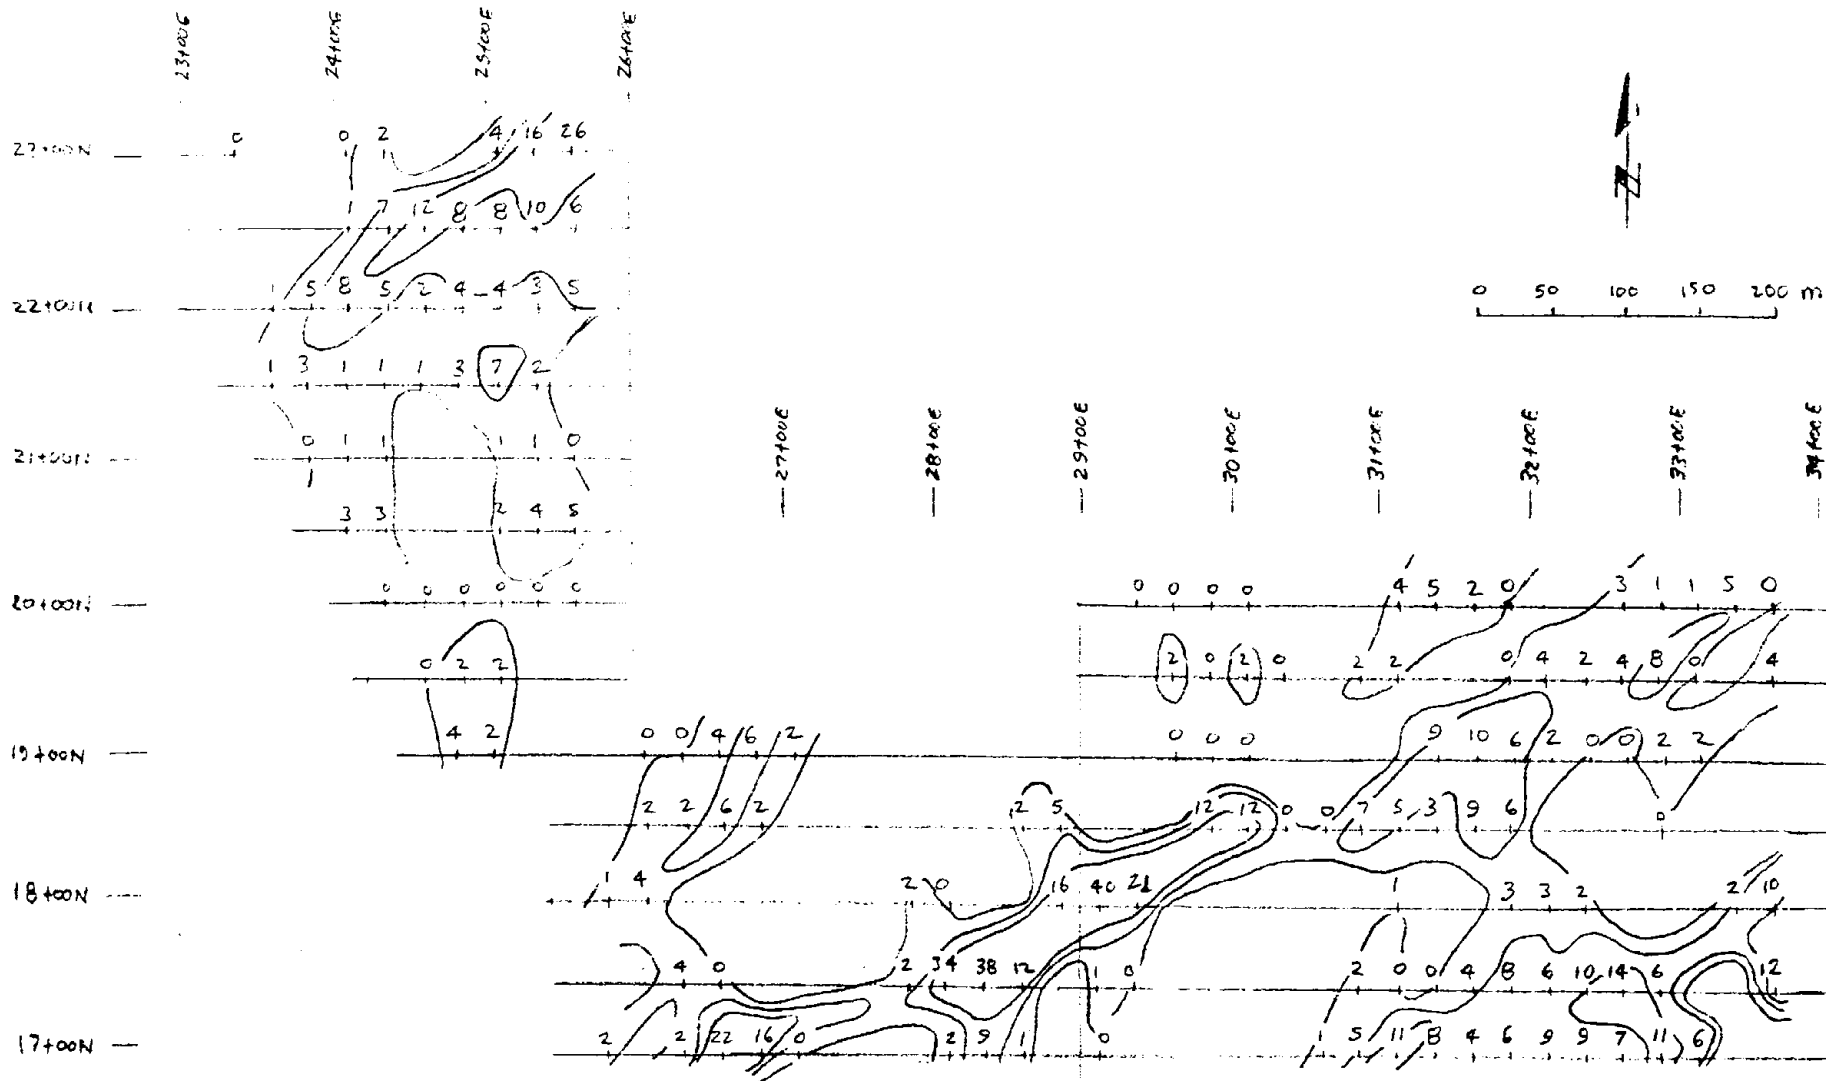 23+00E 24+00E 25+00E 26+00E
0 0 2 4 16 26
23+00N
1 7 12 8 8 10 6
1 5 8 5 2 4 4 3 5
22+00N
0 50 100 150 200 m
1 3 1 1 1 3 7 2
27+00E 28+00E 29+00E 30+00E 31+00E 32+00E 33+00E 34+00E
0 1 1 1 1 0
21+00N
3 3 2 4 5
0 0 0 0 0 0 0 0 0 0 4 5 2 0 3 1 1 5 0
20+00N
0 2 2 2 0 2 0 2 2 0 4 2 4 8 0 4
4 2 0 0 4 6 2 0 0 0 9 10 6 2 0 0 2 2
19+00N
2 2 6 2 2 5 12 12 0 0 7 5 3 9 6 0
1 4 2 0 16 40 21 1 3 3 2 2 10
18+00N
4 0 2 34 38 12 1 0 2 0 0 4 8 6 10 14 6 12
2 2 22 16 0 2 9 1 0 1 5 11 8 4 6 9 9 7 11 6
17+00N
N